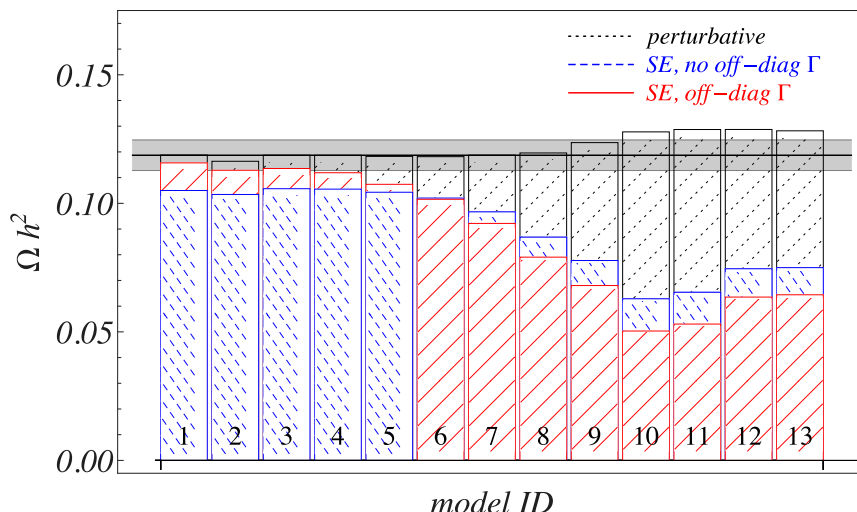 perturbative
SE, no off−diag Γ
SE, off−diag Γ
0.15
0.10
0.05
0.00
Ω h²
1 2 3 4 5 6 7 8 9 10 11 12 13
model ID